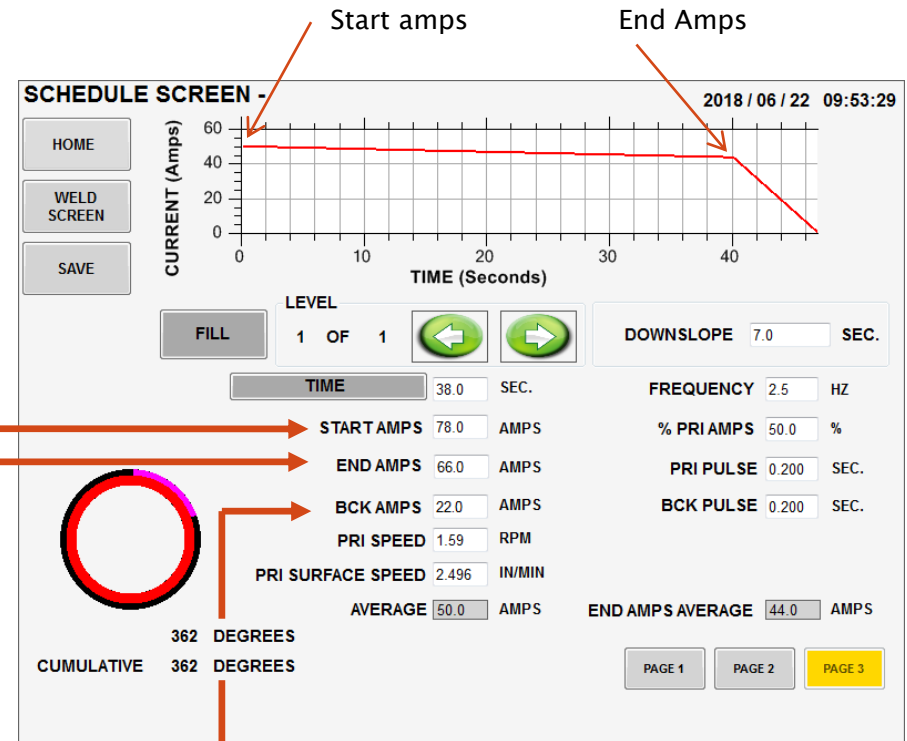 Start amps End Amps
SCHEDULE SCREEN - 2018 / 06 / 22 09:53:29
HOME
WELD
SCREEN
SAVE
CURRENT (Amps)
60
40
20
0
0 10 20 30 40
TIME (Seconds)
FILL
LEVEL
1 OF 1
DOWNSLOPE 7.0 SEC.
TIME 38.0 SEC. FREQUENCY 2.5 HZ
START AMPS 78.0 AMPS % PRI AMPS 50.0 %
END AMPS 66.0 AMPS PRI PULSE 0.200 SEC.
BCK AMPS 22.0 AMPS BCK PULSE 0.200 SEC.
PRI SPEED 1.59 RPM
PRI SURFACE SPEED 2.496 IN/MIN
AVERAGE 50.0 AMPS END AMPS AVERAGE 44.0 AMPS
362 DEGREES
CUMULATIVE 362 DEGREES
PAGE 1 PAGE 2 PAGE 3